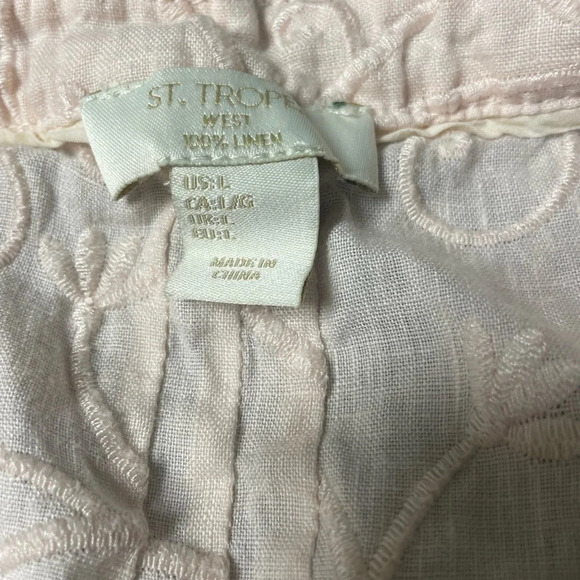 ST. TROPE
WEST
100% LINEN
US:L
CA:L/G
UK:L
EU:L
MADE IN
CHINA